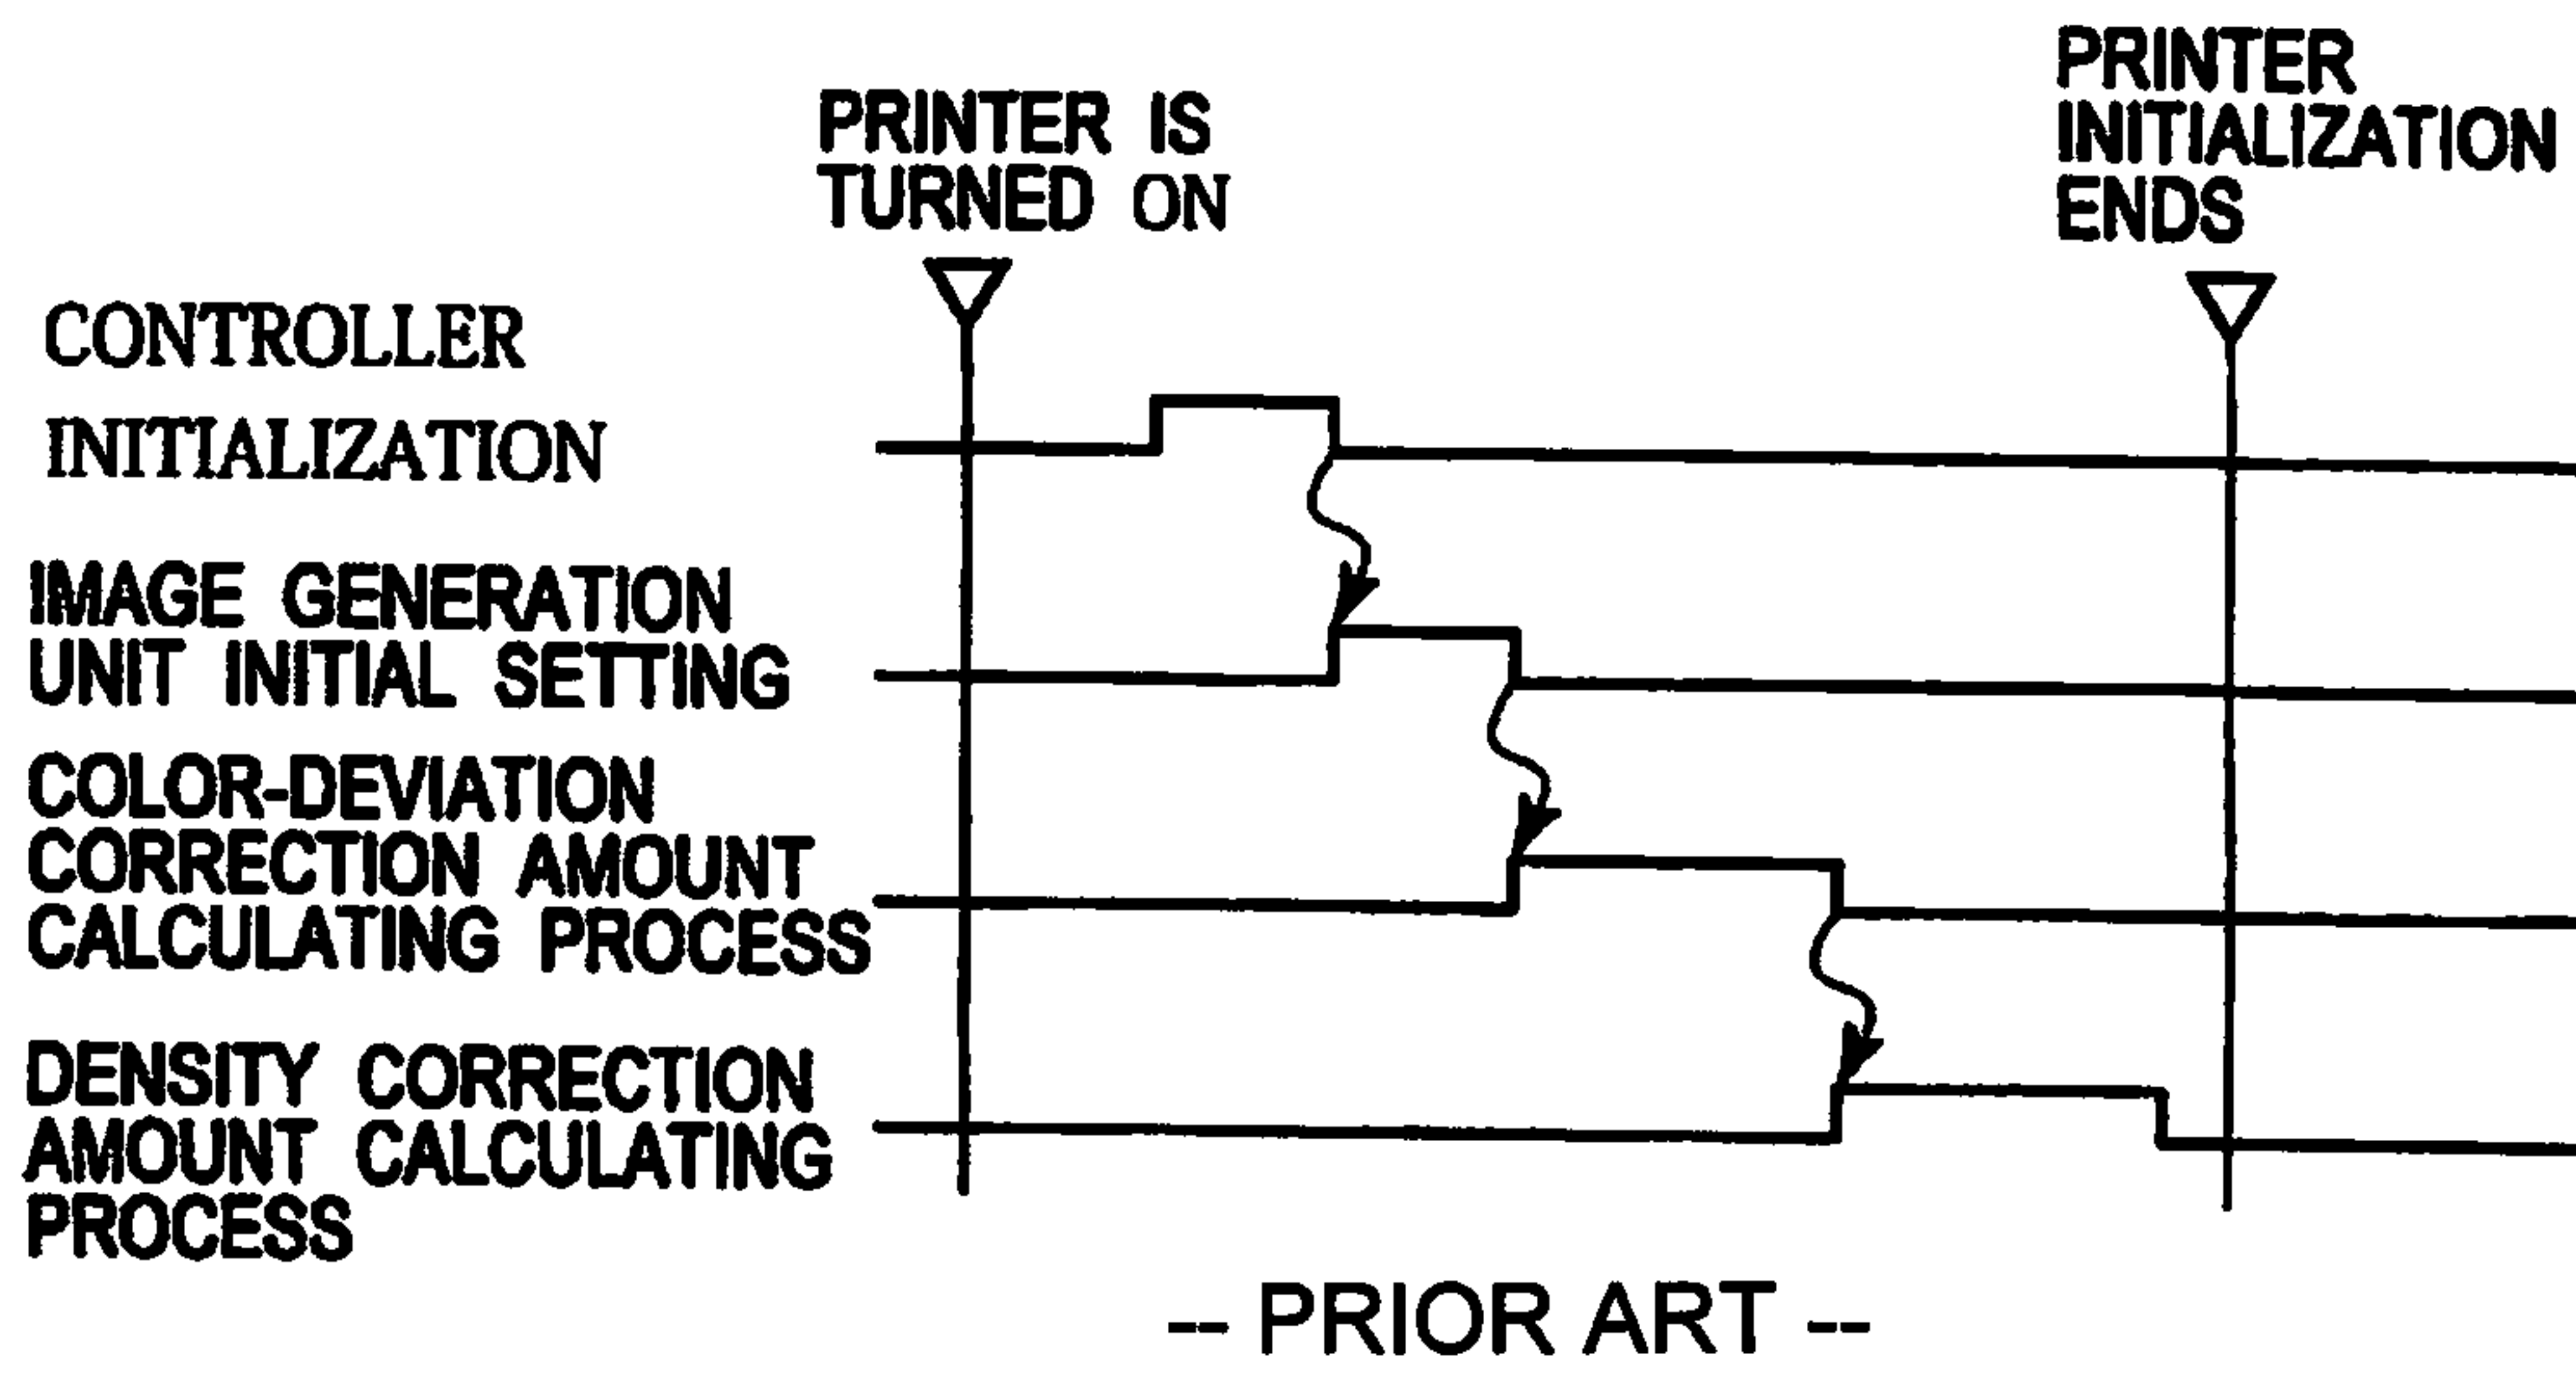 PRINTER IS
TURNED ON
PRINTER
INITIALIZATION
ENDS
CONTROLLER
INITIALIZATION
IMAGE GENERATION
UNIT INITIAL SETTING
COLOR-DEVIATION
CORRECTION AMOUNT
CALCULATING PROCESS
DENSITY CORRECTION
AMOUNT CALCULATING
PROCESS
-- PRIOR ART --